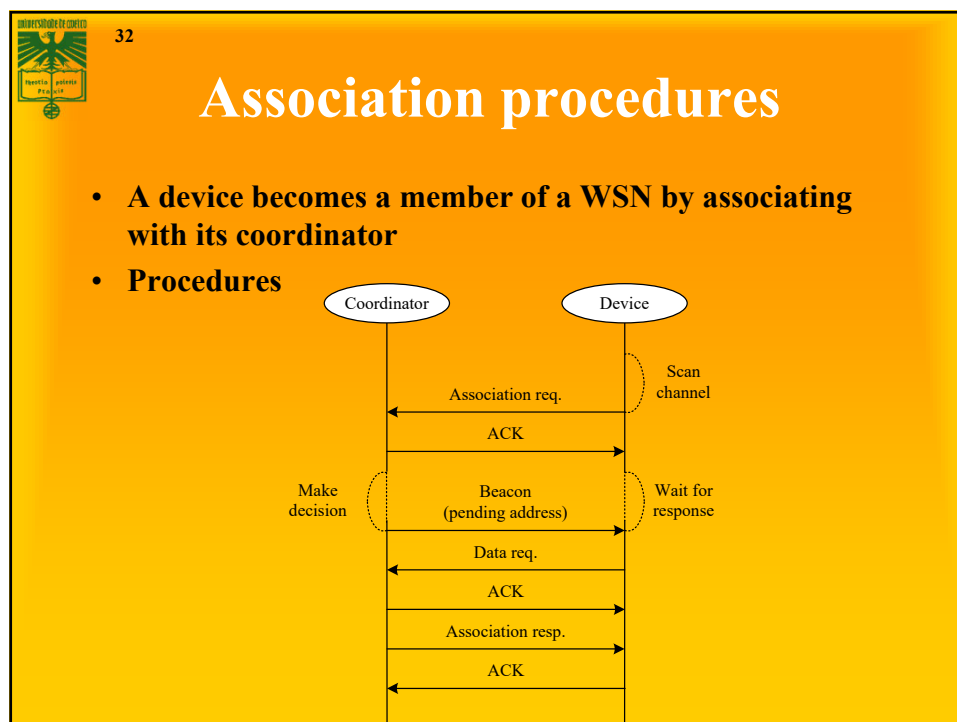 32
Association procedures
• A device becomes a member of a WSN by associating
with its coordinator
• Procedures
Coordinator
Device
Scan
channel
Association req.
ACK
Make
decision
Beacon
(pending address)
Wait for
response
Data req.
ACK
Association resp.
ACK